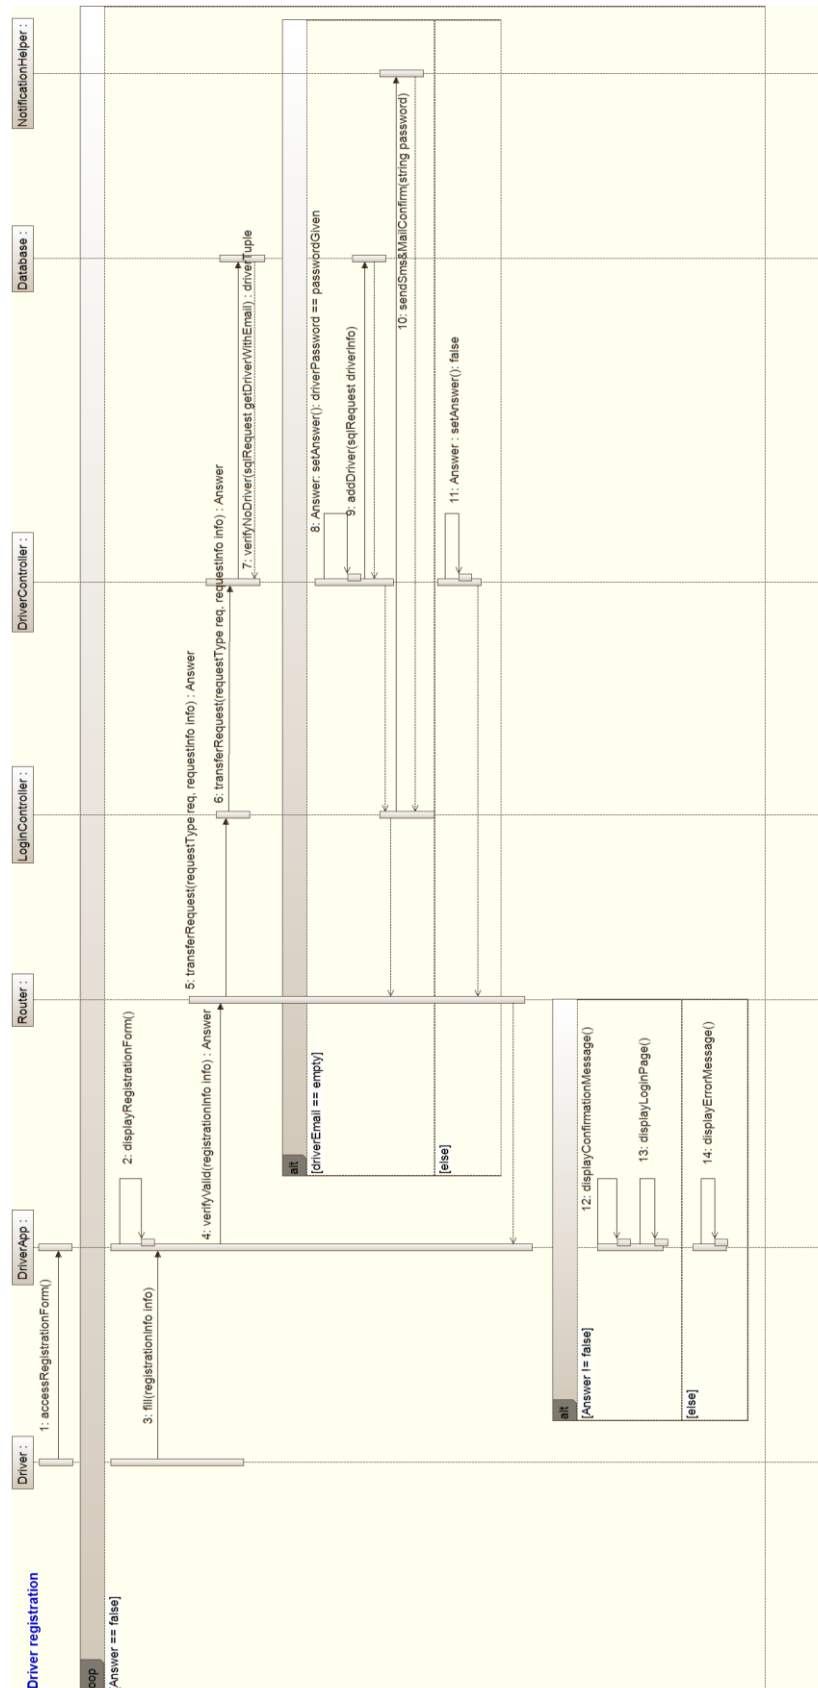 Driver registration
Driver :
DriverApp :
Router :
LoginController :
DriverController :
Database :
NotificationHelper :
1: accessRegistrationForm()
oop
[Answer == false]
2: displayRegistrationForm()
3: fill(registrationInfo info)
4: verifyValid(registrationInfo info) : Answer
5: transferRequest(requestType req, requestInfo info) : Answer
6: transferRequest(requestType req, requestInfo info) : Answer
7: verifyNoDriver(sqlRequest getDriverWithEmail) : driverTuple
alt
[driverEmail == empty]
8: Answer: setAnswer(): driverPassword == passwordGiven
9: addDriver(sqlRequest driverInfo)
10: sendSms&MailConfirm(string password)
[else]
11: Answer : setAnswer(): false
alt
[Answer != false]
12: displayConfirmationMessage()
13: displayLoginPage()
[else]
14: displayErrorMessage()